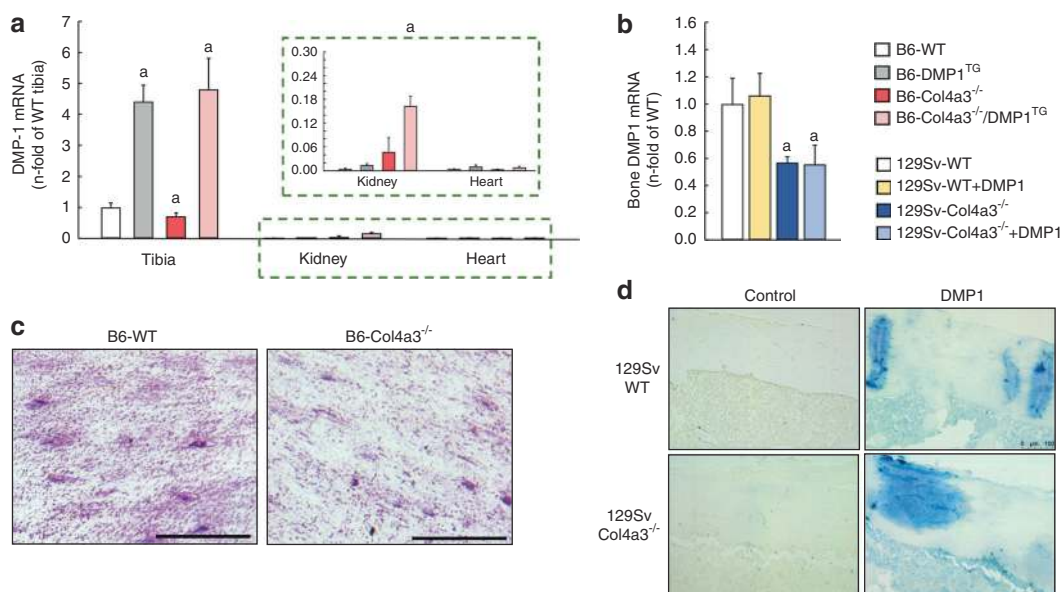 a
DMP-1 mRNA
(n-fold of WT tibia)
7
6
5
4
3
2
1
0
a
a
a
Tibia
Kidney
Heart
a
0.30
0.24
0.18
0.12
0.06
0.00
a
Kidney
Heart
b
Bone DMP1 mRNA
(n-fold of WT)
1.6
1.4
1.2
1.0
0.8
0.6
0.4
0.2
0.0
a
a
B6-WT
B6-DMP1TG
B6-Col4a3-/-
B6-Col4a3-/-/DMP1TG
129Sv-WT
129Sv-WT+DMP1
129Sv-Col4a3-/-
129Sv-Col4a3-/-+DMP1
c
B6-WT
B6-Col4a3-/-
d
Control
DMP1
129Sv
WT
129Sv
Col4a3-/-